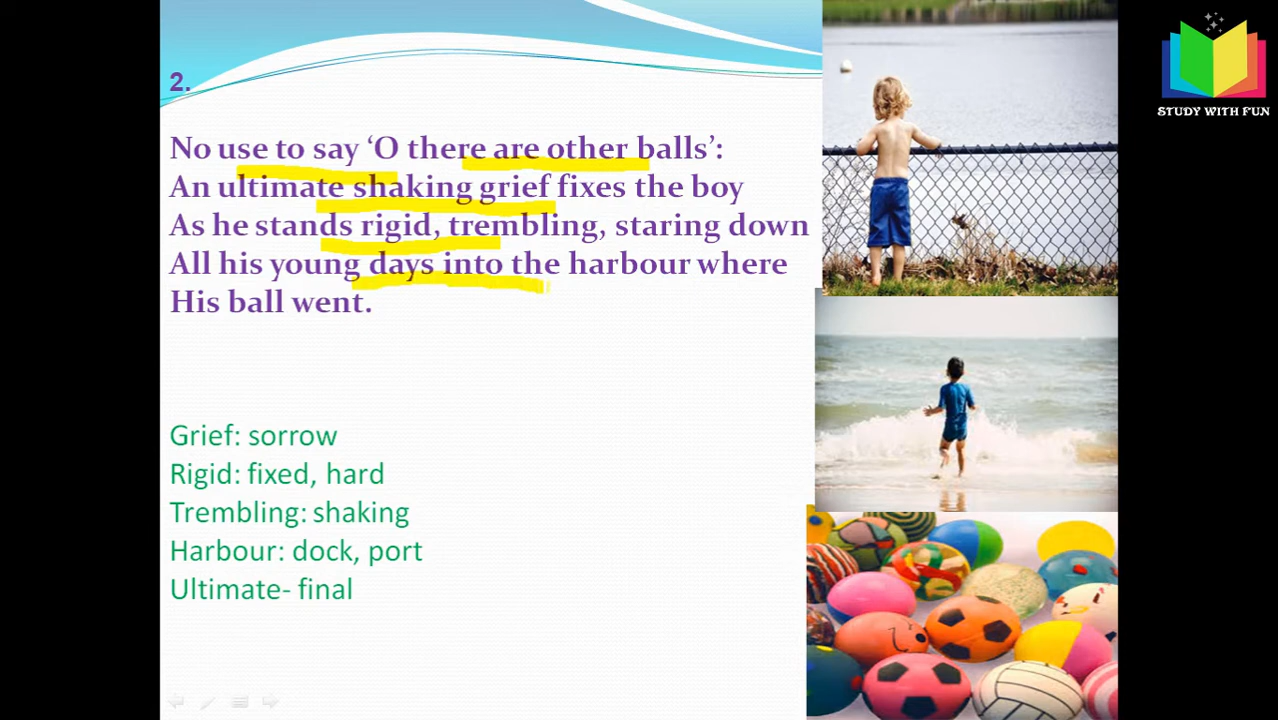 2.
No use to say ‘O there are other balls’:
An ultimate shaking grief fixes the boy
As he stands rigid, trembling, staring down
All his young days into the harbour where
His ball went.
Grief: sorrow
Rigid: fixed, hard
Trembling: shaking
Harbour: dock, port
Ultimate- final
STUDY WITH FUN